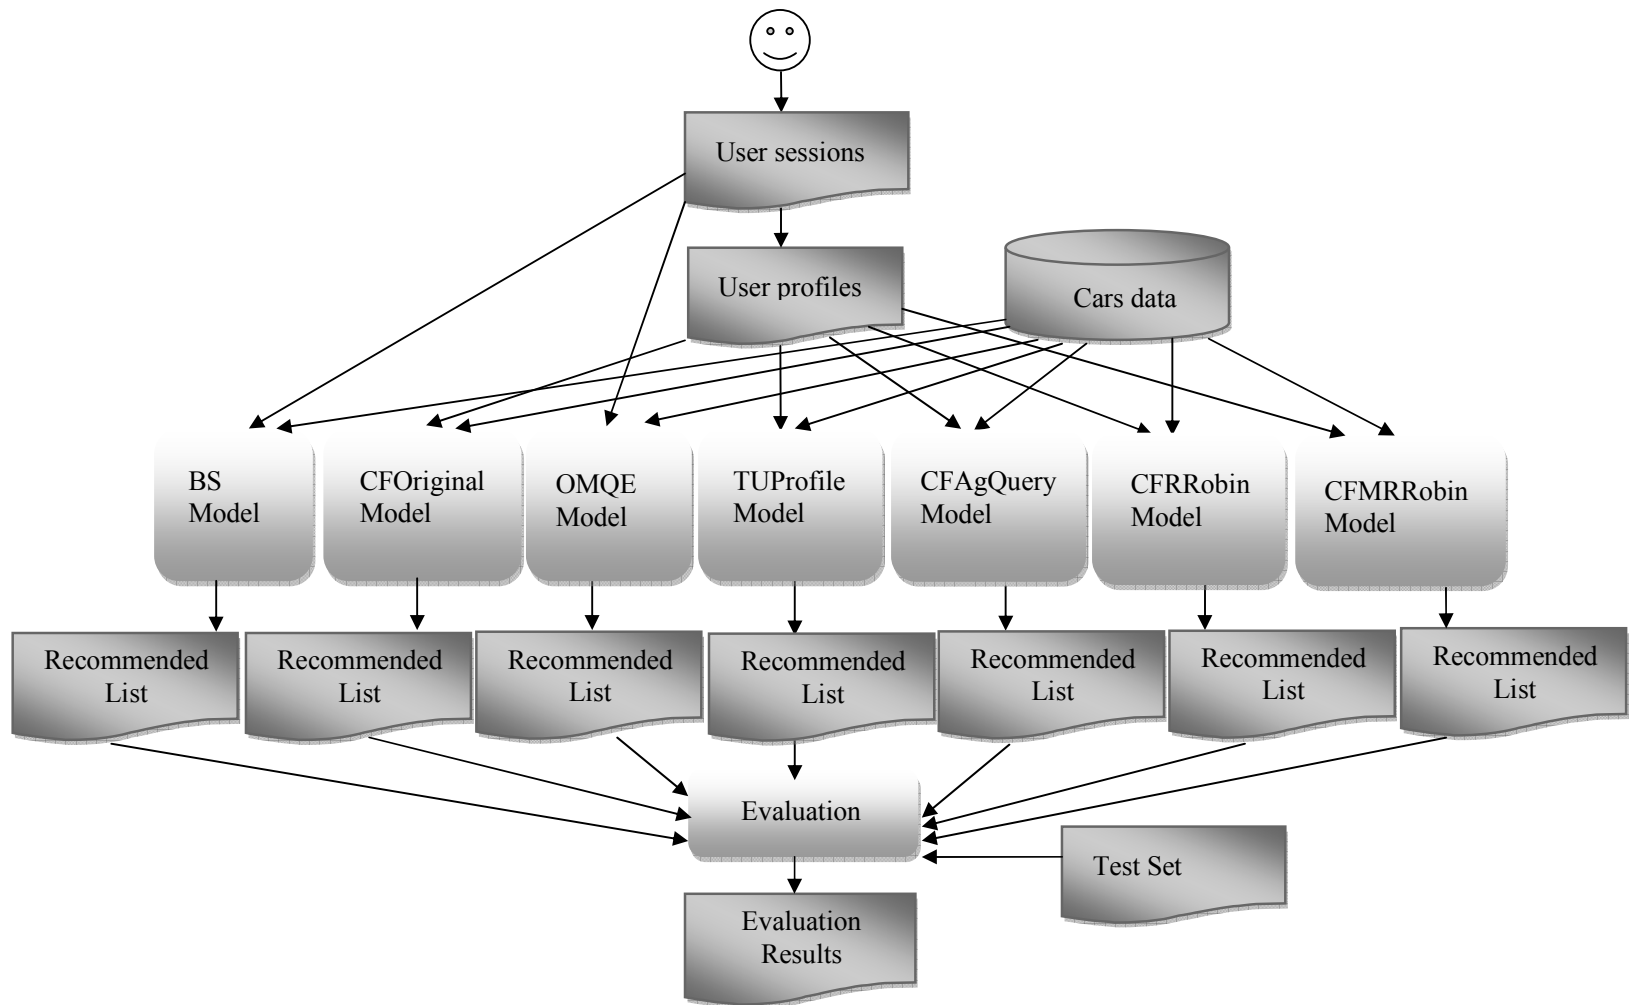 User sessions
User profiles
Cars data
BS
Model
CFOriginal
Model
OMQE
Model
TUProfile
Model
CFAgQuery
Model
CFRRobin
Model
CFMRRobin
Model
Recommended
List
Recommended
List
Recommended
List
Recommended
List
Recommended
List
Recommended
List
Recommended
List
Evaluation
Test Set
Evaluation
Results